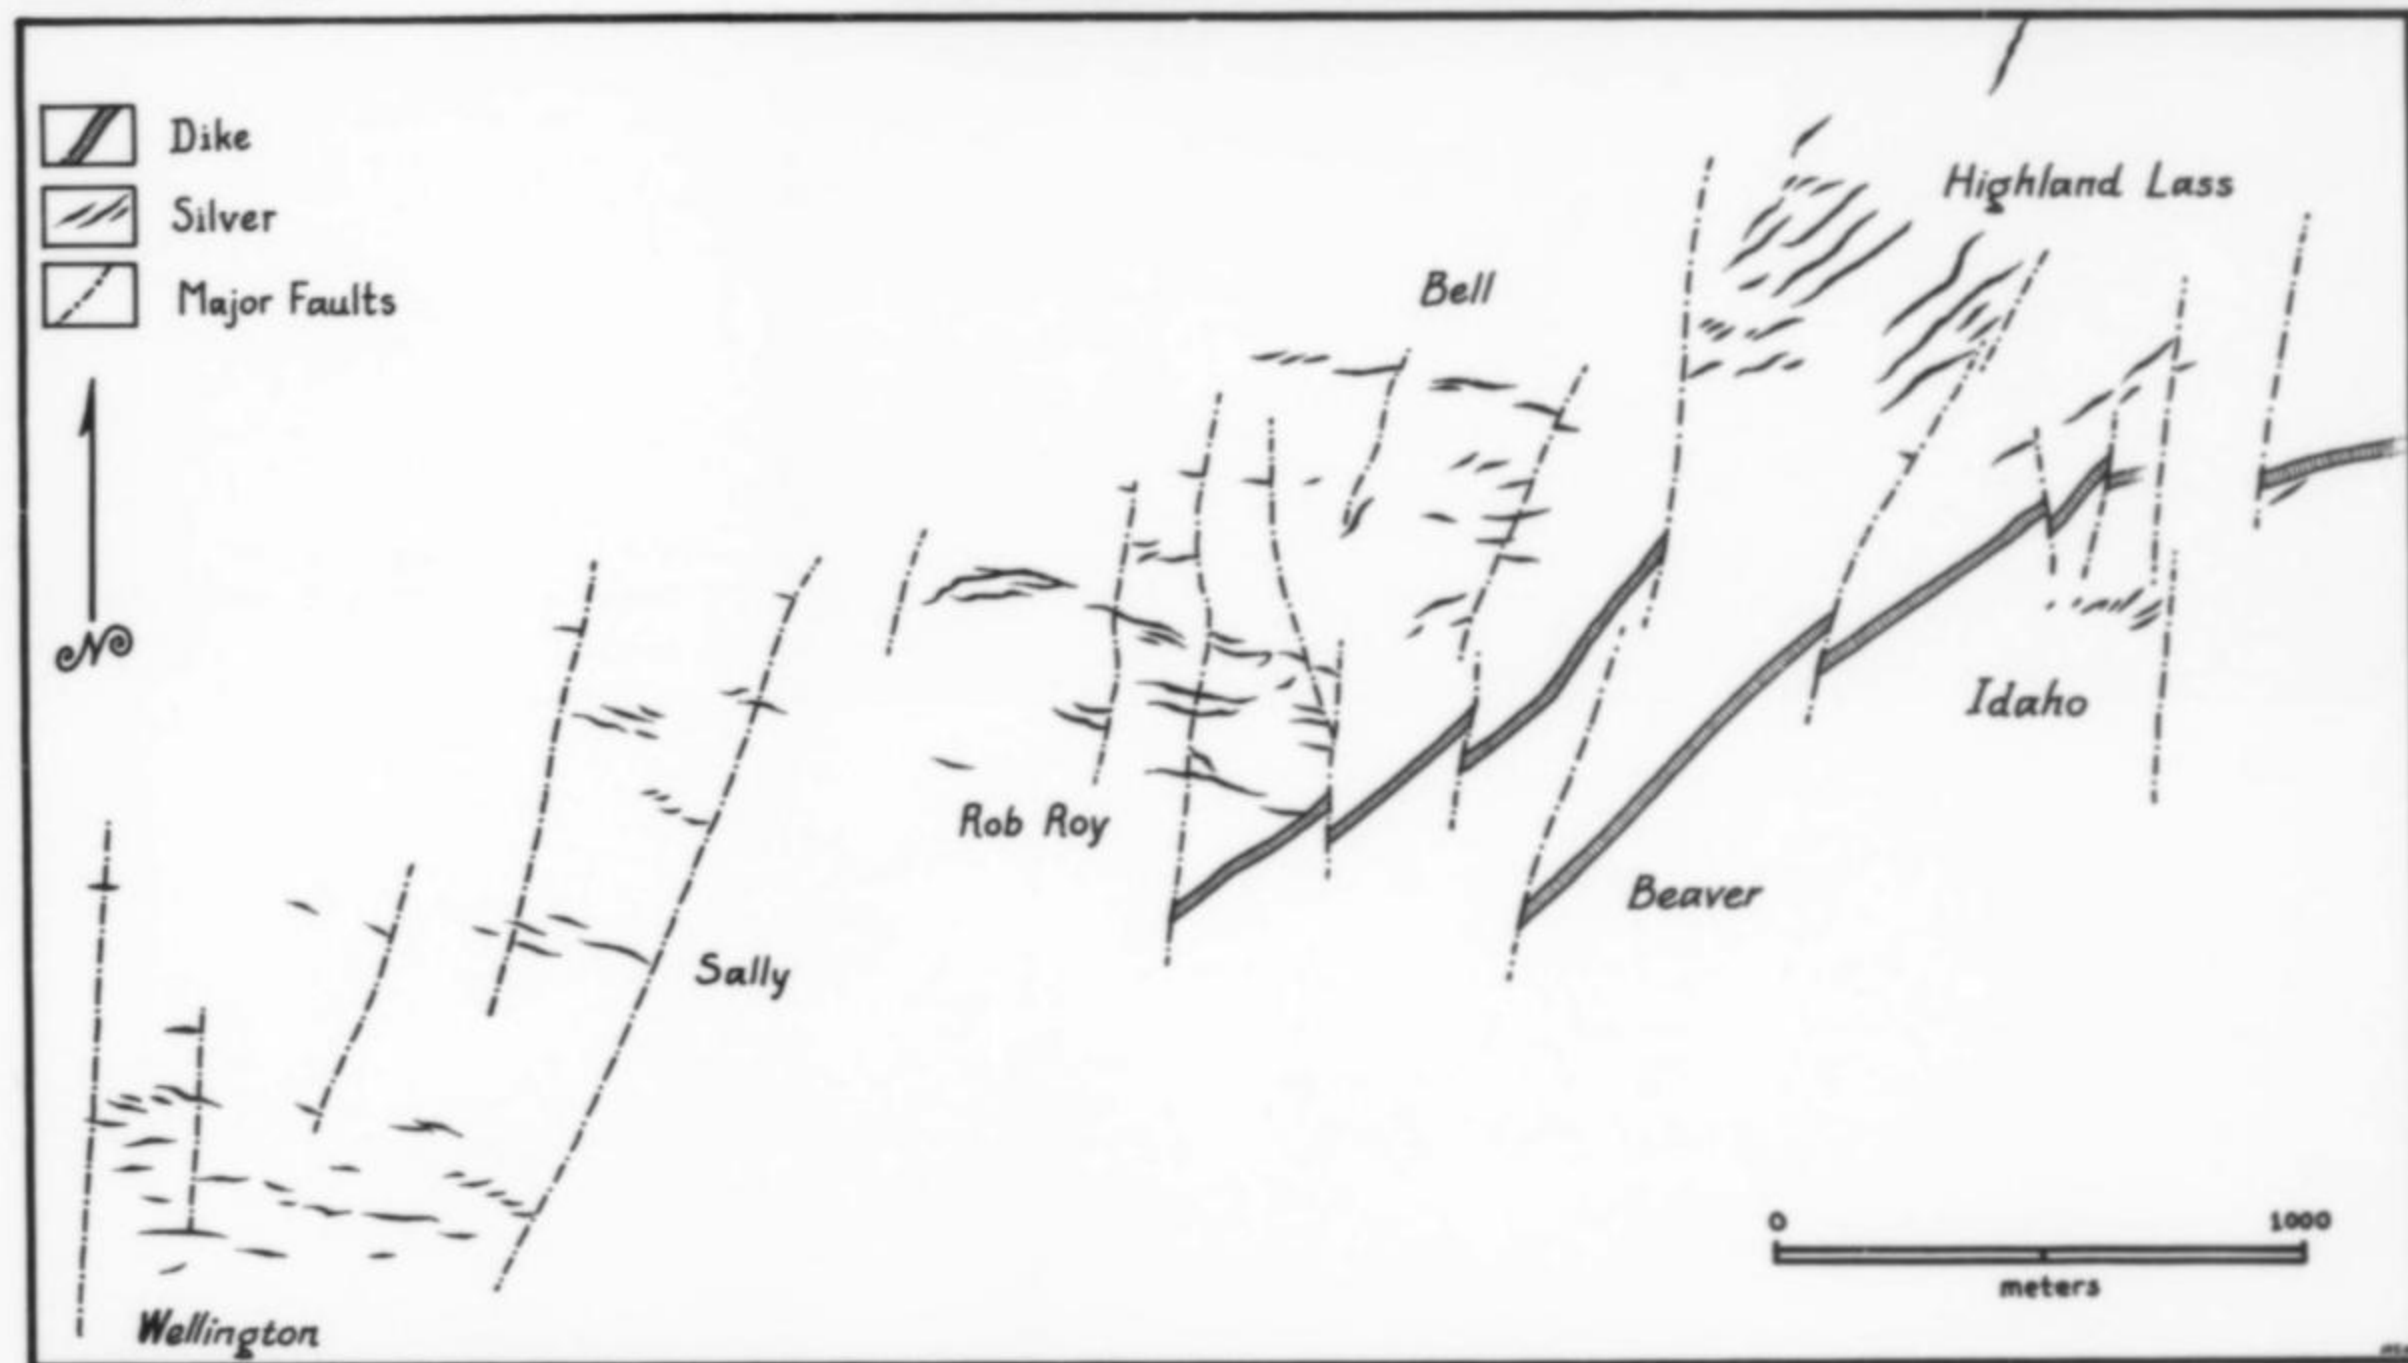 Dike
Silver
Major Faults
N
Highland Lass
Bell
Idaho
Rob Roy
Beaver
Sally
Wellington
0 1000
meters